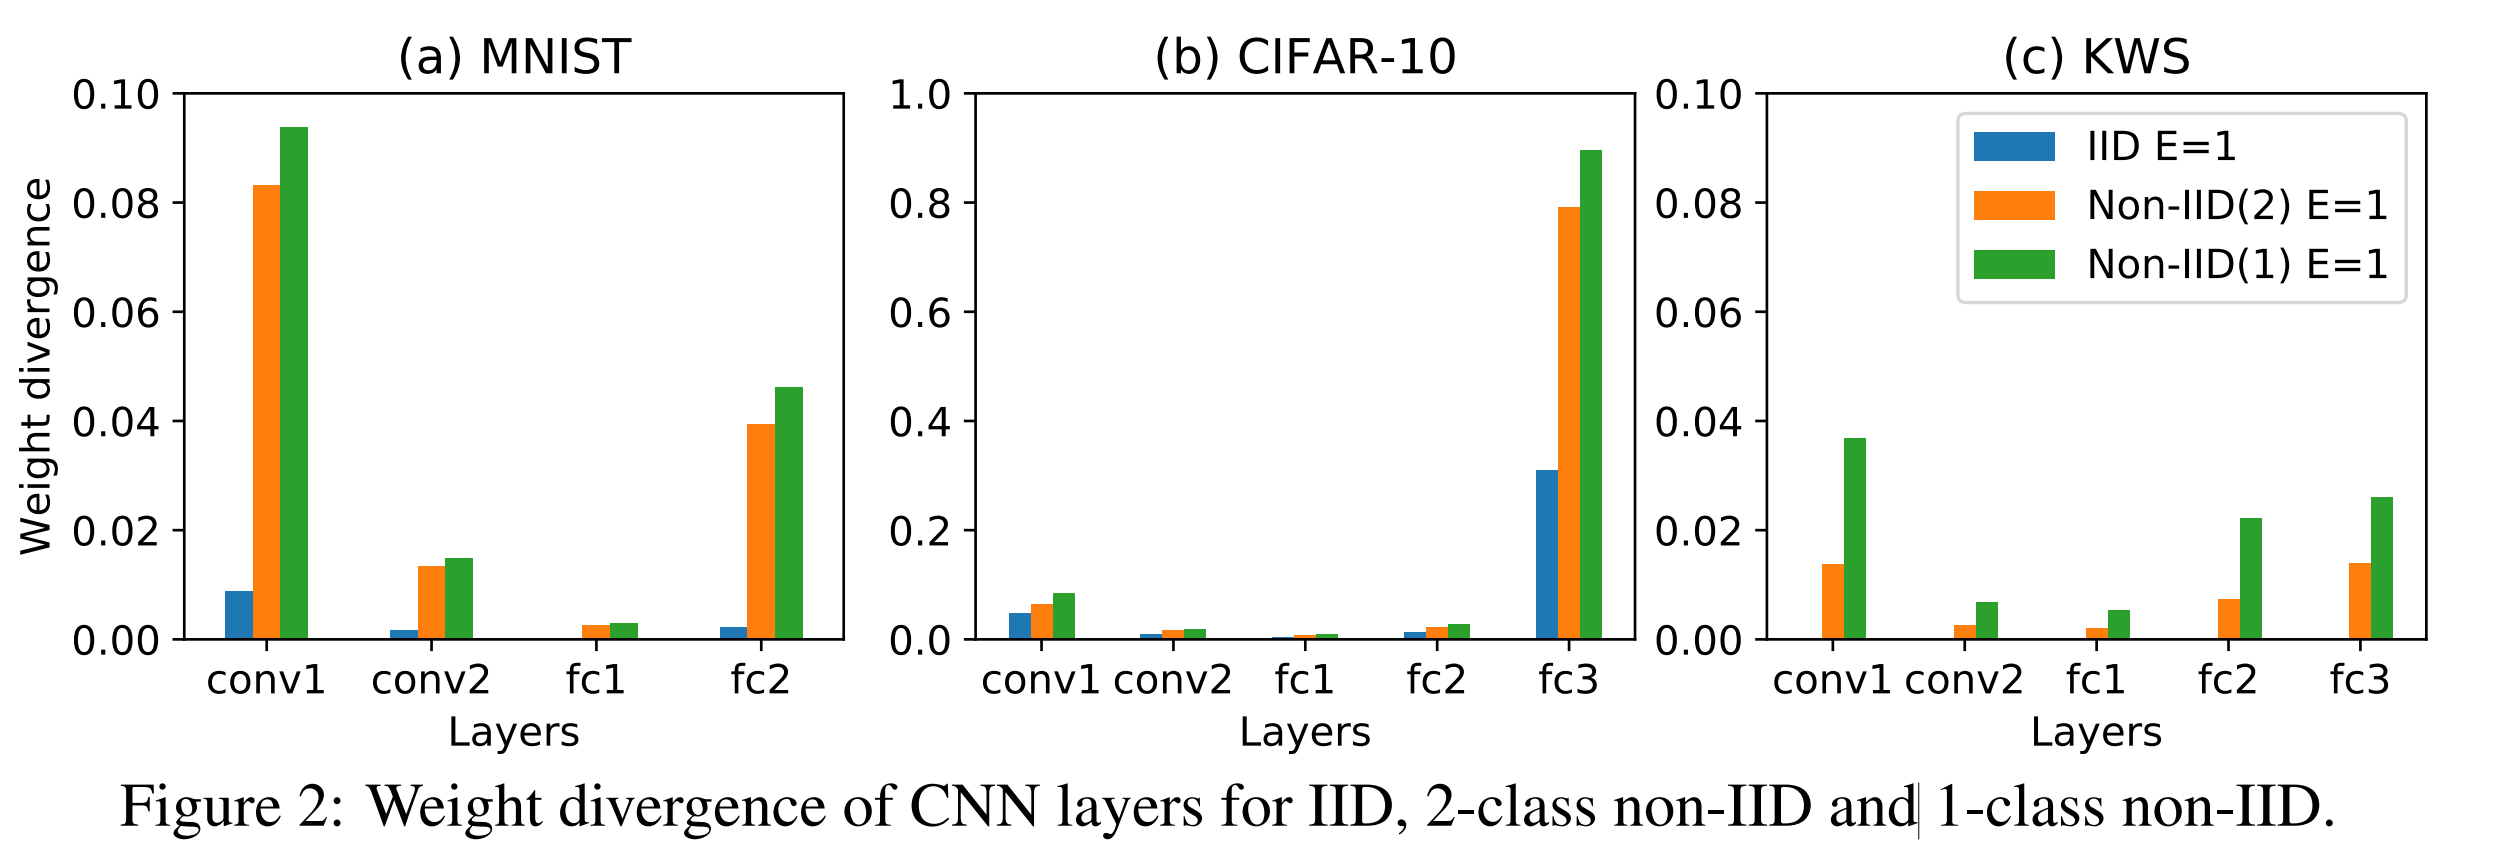 (a) MNIST
(b) CIFAR-10
(c) KWS
Weight divergence
0.10
0.08
0.06
0.04
0.02
0.00
conv1 conv2 fc1 fc2
Layers
1.0
0.8
0.6
0.4
0.2
0.0
conv1 conv2 fc1 fc2 fc3
Layers
0.10
0.08
0.06
0.04
0.02
0.00
IID E=1
Non-IID(2) E=1
Non-IID(1) E=1
conv1 conv2 fc1 fc2 fc3
Layers
Figure 2: Weight divergence of CNN layers for IID, 2-class non-IID and 1-class non-IID.